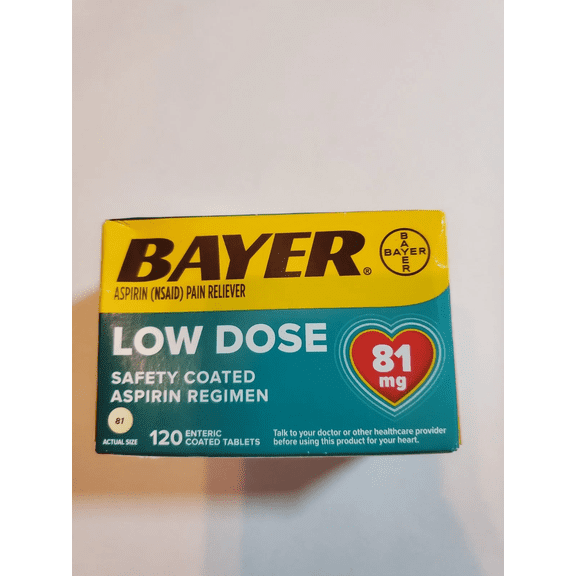 BAYER®
BAYER
BAYER
ASPIRIN (NSAID) PAIN RELIEVER
LOW DOSE
81
mg
SAFETY COATED
ASPIRIN REGIMEN
81
ACTUAL SIZE
120 ENTERIC
COATED TABLETS
Talk to your doctor or other healthcare provider
before using this product for your heart.